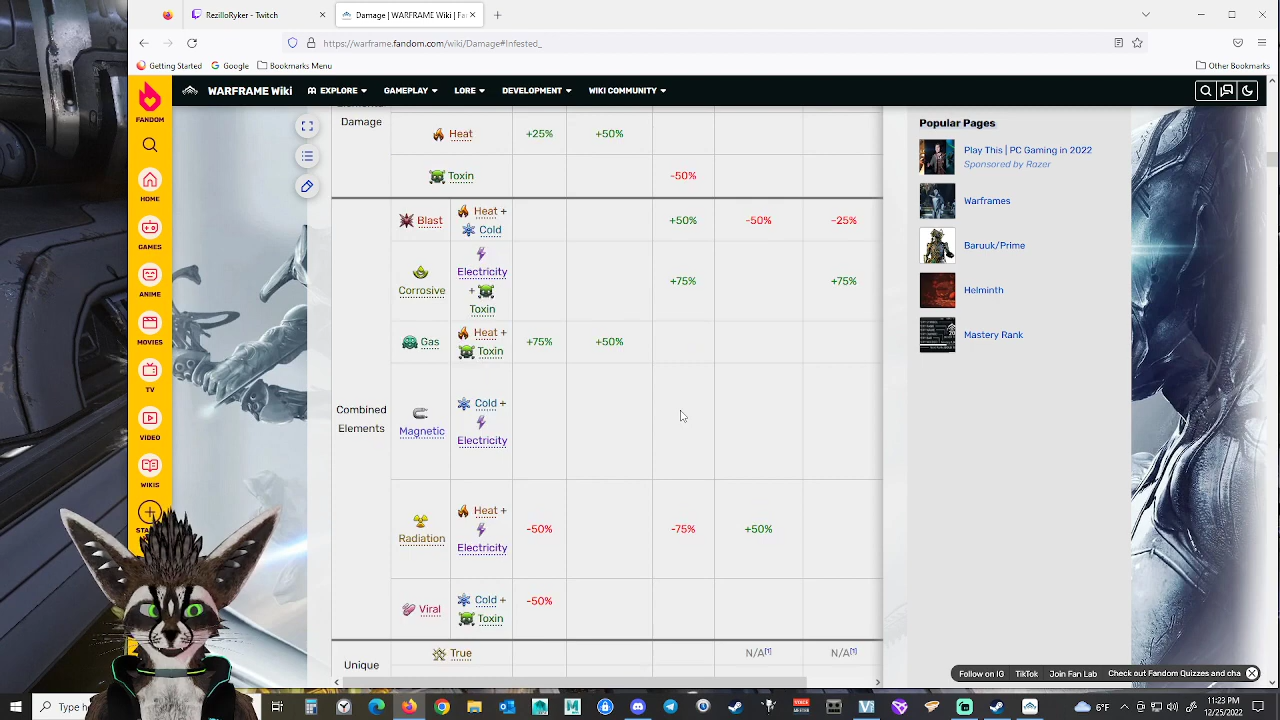 RezilloRyker - Twitch
Damage | WARFRAME Wiki | Fa
https://warframe.fandom.com/wiki/Damage#Infested_
Getting Started Google Bookmarks Menu Other Bookmarks
WARFRAME Wiki EXPLORE GAMEPLAY LORE DEVELOPMENT WIKI COMMUNITY
FANDOM
HOME
GAMES
ANIME
MOVIES
TV
VIDEO
WIKIS
Damage
Heat +25% +50%
Toxin -50%
Combined
Elements
Blast Heat + Cold +50% -50% -25%
Corrosive Electricity + Toxin +75% +75%
Gas Heat + Toxin +75% +50%
Magnetic Cold + Electricity
Radiation Heat + Electricity -50% -75% +50%
Viral Cold + Toxin -50%
Unique
True N/A[1] N/A[1]
Popular Pages
Play This | PC Gaming in 2022
Sponsored by Razer
Warframes
Baruuk/Prime
Helminth
Mastery Rank
Follow on IG TikTok Join Fan Lab Check out Fandom Quizzes and cha
Type h
11:23 PM
12/25/2022